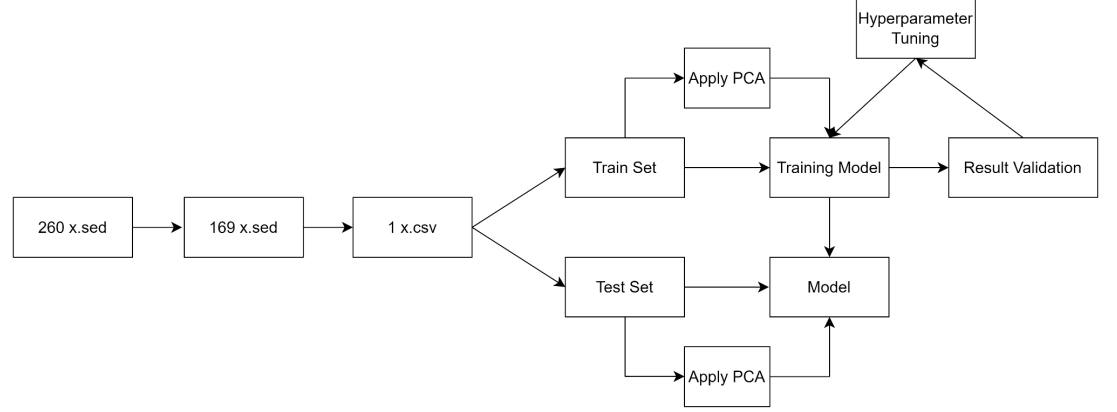 Hyperparameter
Tuning
Apply PCA
Train Set
Training Model
Result Validation
260 x.sed
169 x.sed
1 x.csv
Test Set
Model
Apply PCA